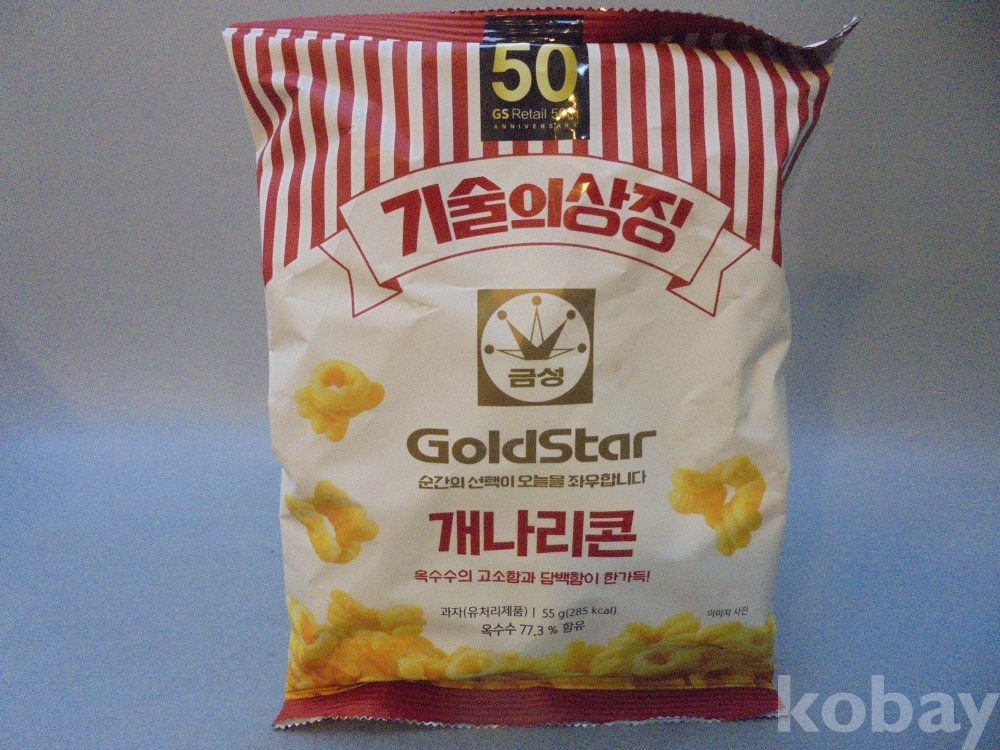 50
GS Retail 50th
ANNIVERSARY
기술의상징
금성
GoldStar
순간의 선택이 오늘을 좌우합니다
개나리콘
옥수수의 고소함과 담백함이 한가득!
과자(유처리제품) | 55 g(285 kcal)
이미지 사진
옥수수 77.3 % 함유
kobay